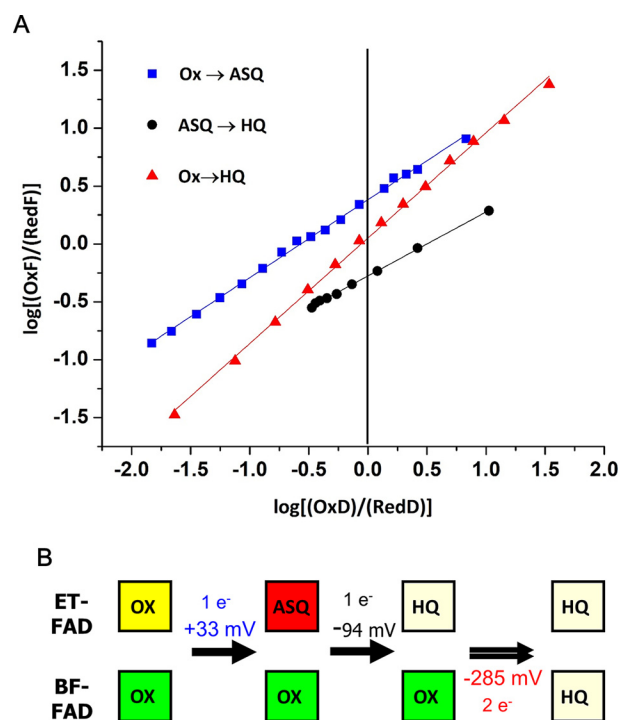 A
Ox → ASQ
ASQ → HQ
Ox→HQ
1.5
1.0
0.5
0.0
-0.5
-1.0
-1.5
log[(OxF)/(RedF)]
-2.0 -1.5 -1.0 -0.5 0.0 0.5 1.0 1.5 2.0
log[(OxD)/(RedD)]
B
ET-
FAD
OX
1 e-
+33 mV
ASQ
1 e-
-94 mV
HQ
HQ
BF-
FAD
OX
OX
OX
-285 mV
2 e-
HQ